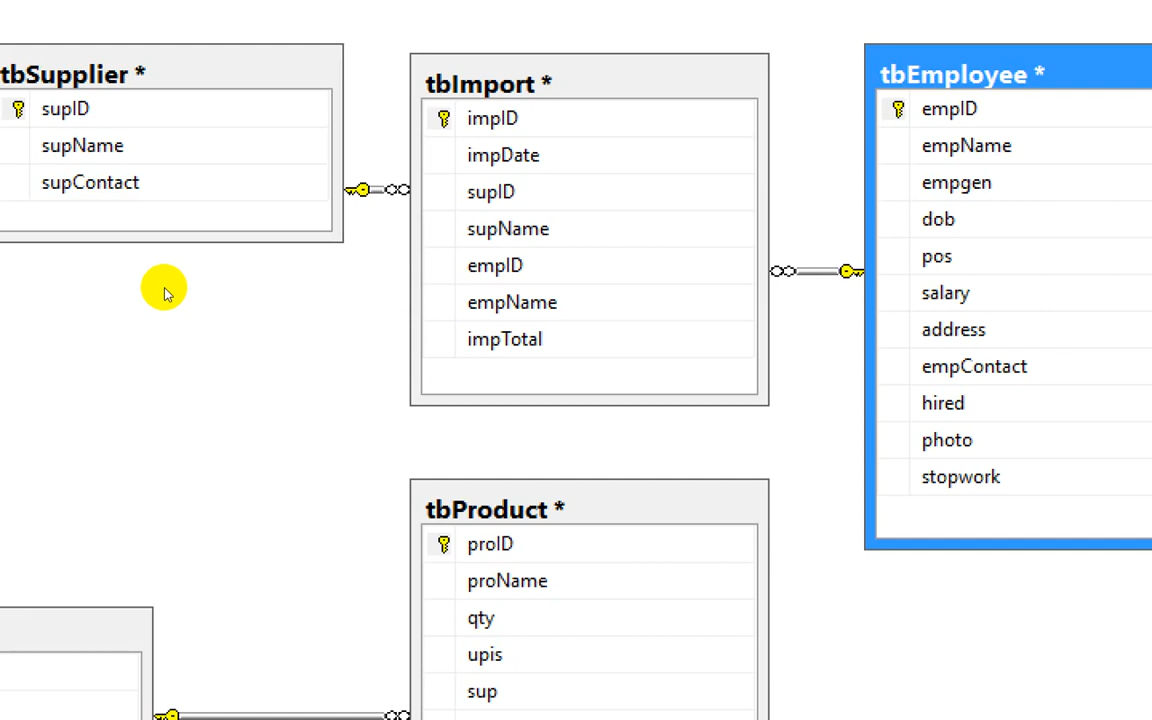 tbSupplier *
supID
supName
supContact
tbImport *
impID
impDate
supID
supName
empID
empName
impTotal
tbEmployee *
empID
empName
empgen
dob
pos
salary
address
empContact
hired
photo
stopwork
tbProduct *
proID
proName
qty
upis
sup